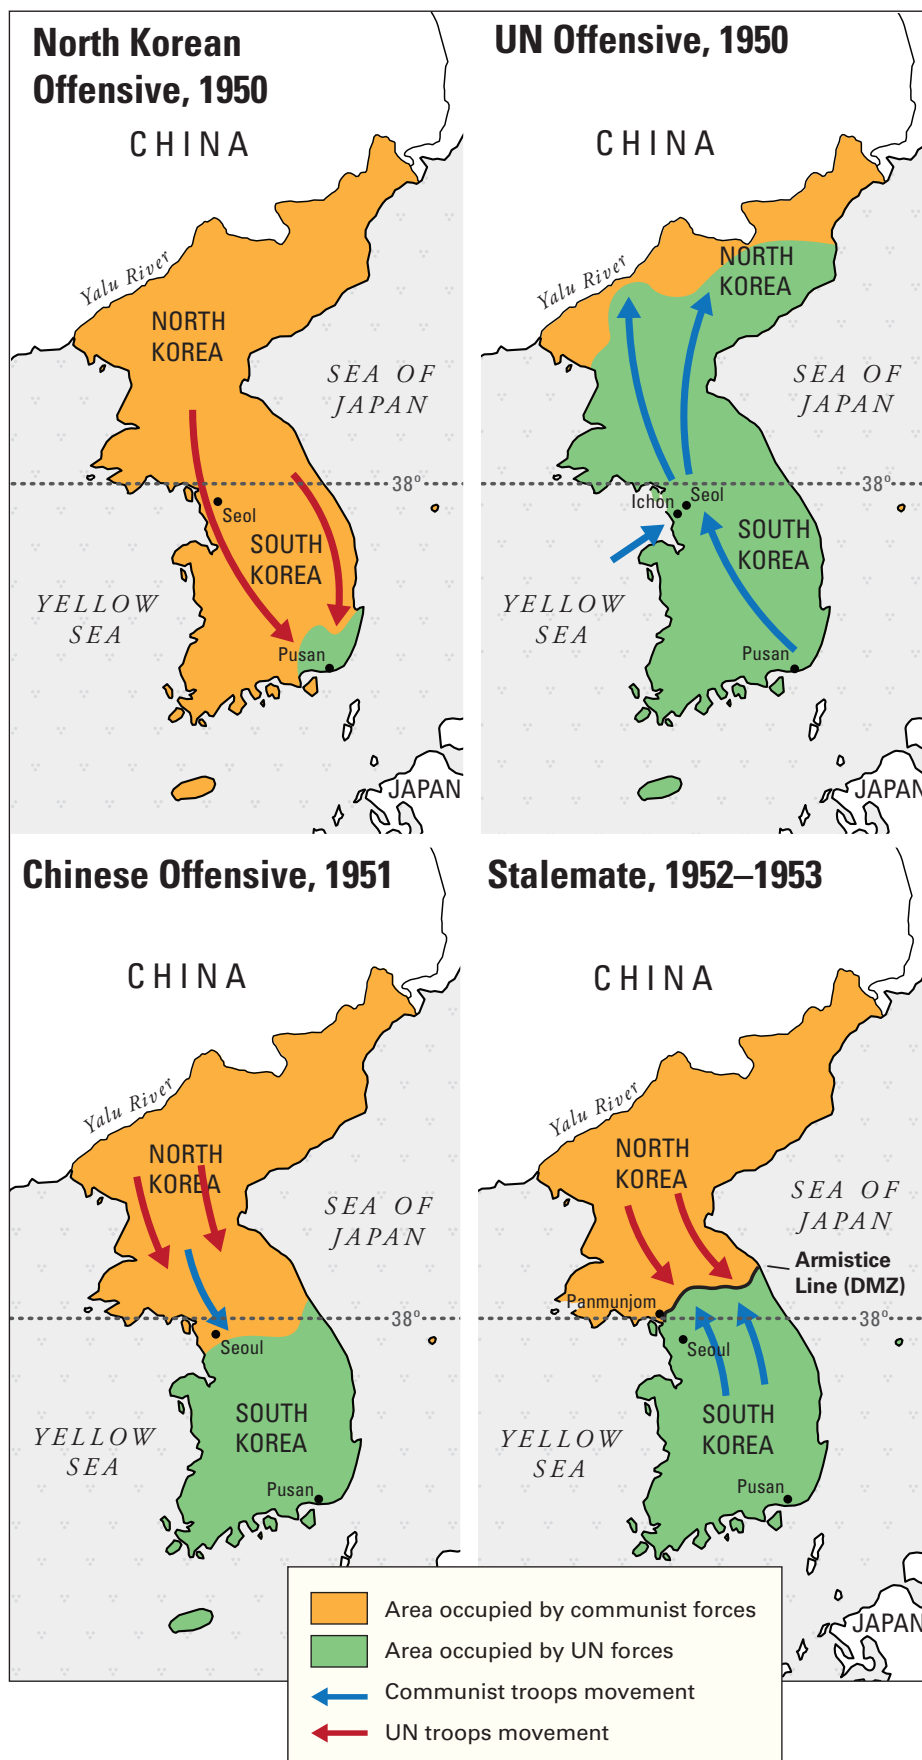 North Korean
Offensive, 1950
CHINA
Yalu River
NORTH
KOREA
SEA OF
JAPAN
38°
Seol
SOUTH
KOREA
YELLOW
SEA
Pusan
JAPAN
UN Offensive, 1950
CHINA
Yalu River
NORTH
KOREA
SEA OF
JAPAN
38°
Ichon
Seol
SOUTH
KOREA
YELLOW
SEA
Pusan
JAPAN
Chinese Offensive, 1951
CHINA
Yalu River
NORTH
KOREA
SEA OF
JAPAN
38°
Seoul
SOUTH
KOREA
YELLOW
SEA
Pusan
Stalemate, 1952–1953
CHINA
Yalu River
NORTH
KOREA
SEA OF
JAPAN
Armistice
Line (DMZ)
Panmunjom
38°
Seoul
SOUTH
KOREA
YELLOW
SEA
Pusan
JAPAN
Area occupied by communist forces
Area occupied by UN forces
Communist troops movement
UN troops movement